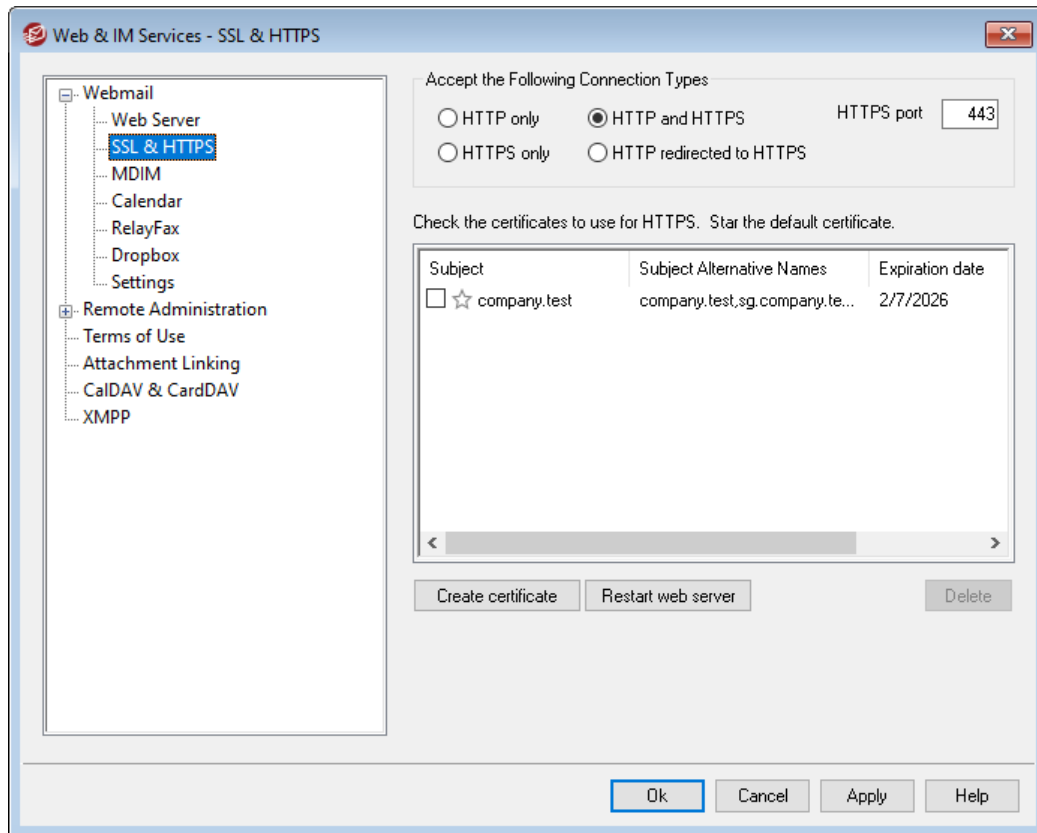 Web & IM Services - SSL & HTTPS
Webmail
Web Server
SSL & HTTPS
MDIM
Calendar
RelayFax
Dropbox
Settings
Remote Administration
Terms of Use
Attachment Linking
CalDAV & CardDAV
XMPP
Accept the Following Connection Types
HTTP only HTTP and HTTPS HTTPS port 443
HTTPS only HTTP redirected to HTTPS
Check the certificates to use for HTTPS. Star the default certificate.
Subject Subject Alternative Names Expiration date
company.test company.test,sg.company.te... 2/7/2026
Create certificate Restart web server Delete
Ok Cancel Apply Help